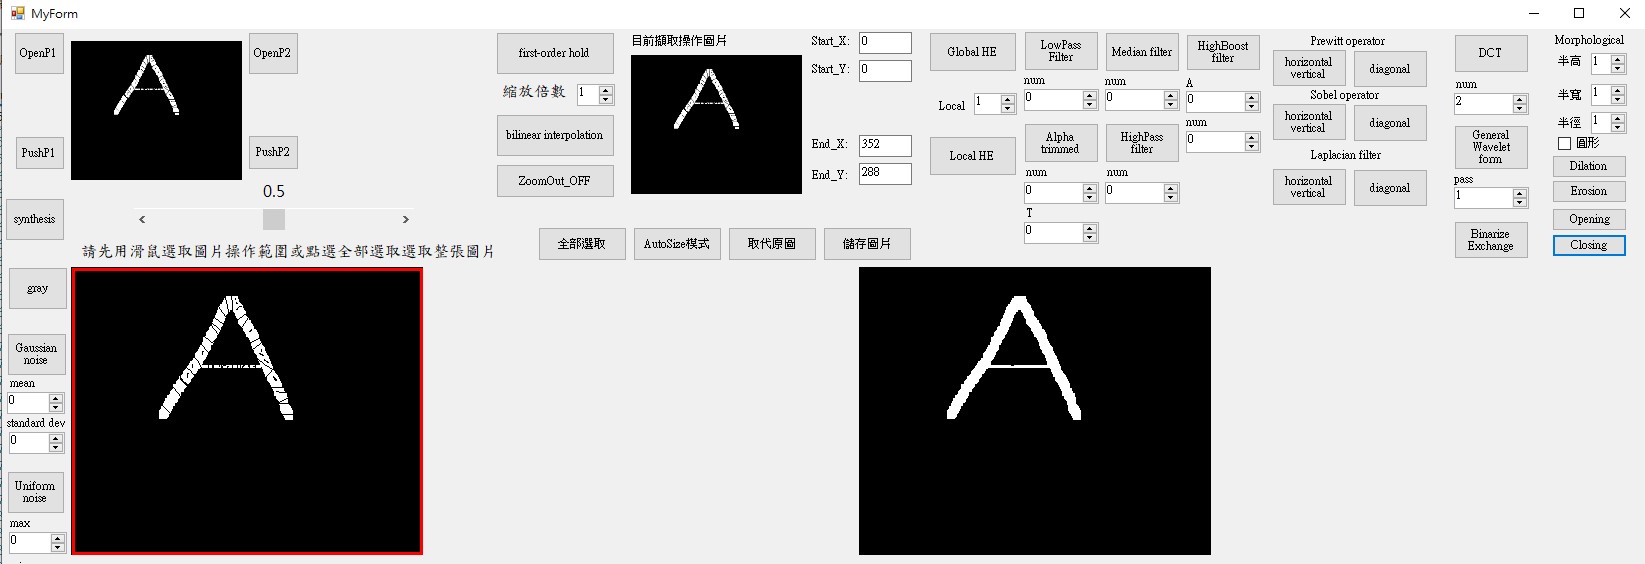 MyForm
OpenP1
OpenP2
PushP1
PushP2
0.5
synthesis
請先用滑鼠選取圖片操作範圍或點選全部選取選取整張圖片
first-order hold
縮放倍數 1
bilinear interpolation
ZoomOut_OFF
目前擷取操作圖片
Start_X: 0
Start_Y: 0
End_X: 352
End_Y: 288
全部選取
AutoSize模式
取代原圖
儲存圖片
Global HE
Local 1
Local HE
LowPass
Filter
num
0
Median filter
num
0
HighBoost
filter
A
0
num
0
Alpha
trimmed
num
0
T
0
HighPass
filter
num
0
Prewitt operator
horizontal
vertical
diagonal
Sobel operator
horizontal
vertical
diagonal
Laplacian filter
horizontal
vertical
diagonal
DCT
num
2
General
Wavelet
form
pass
1
Binarize
Exchange
Morphological
半高 1
半寬 1
半徑 1
圓形
Dilation
Erosion
Opening
Closing
gray
Gaussian
noise
mean
0
standard dev
0
Uniform
noise
max
0
A
A
A
A